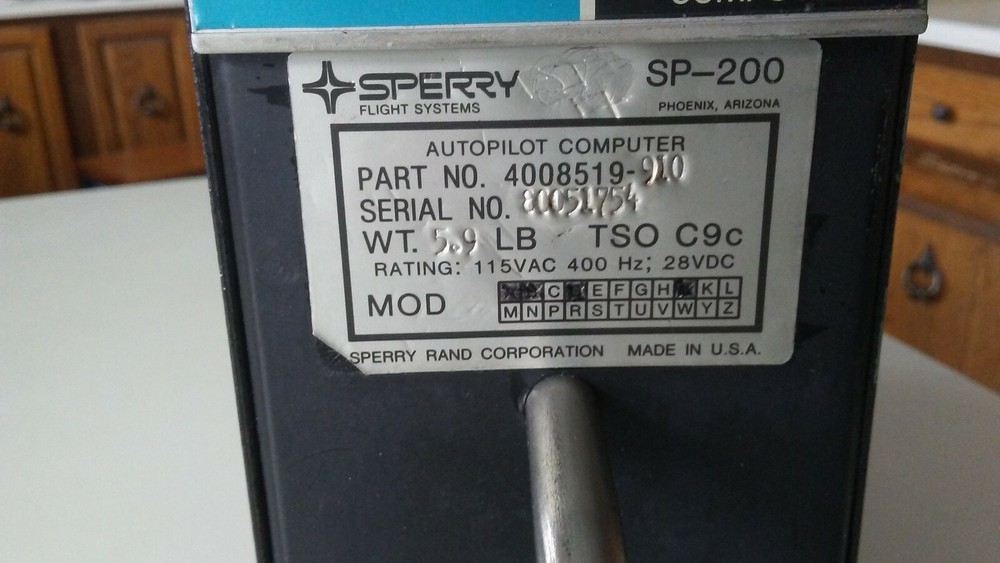 SPERRY
FLIGHT SYSTEMS
SP-200
PHOENIX, ARIZONA
AUTOPILOT COMPUTER
PART NO. 4008519-910
SERIAL NO. 80051754
WT. 5.9 LB TSO C9c
RATING: 115VAC 400 Hz; 28VDC
MOD
C E F G H K L
M N P R S T U V W Y Z
SPERRY RAND CORPORATION MADE IN U.S.A.